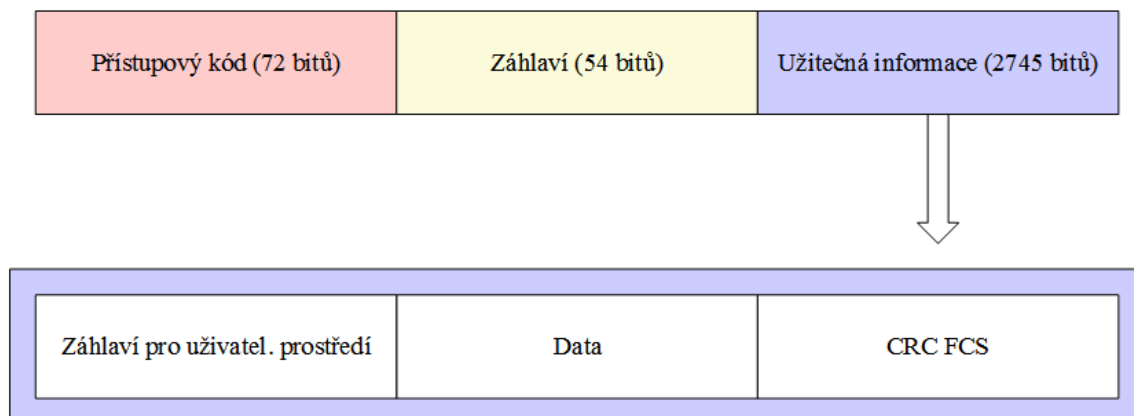 Přístupový kód (72 bitů)
Záhlaví (54 bitů)
Užitečná informace (2745 bitů)
Záhlaví pro uživatel. prostředí
Data
CRC FCS